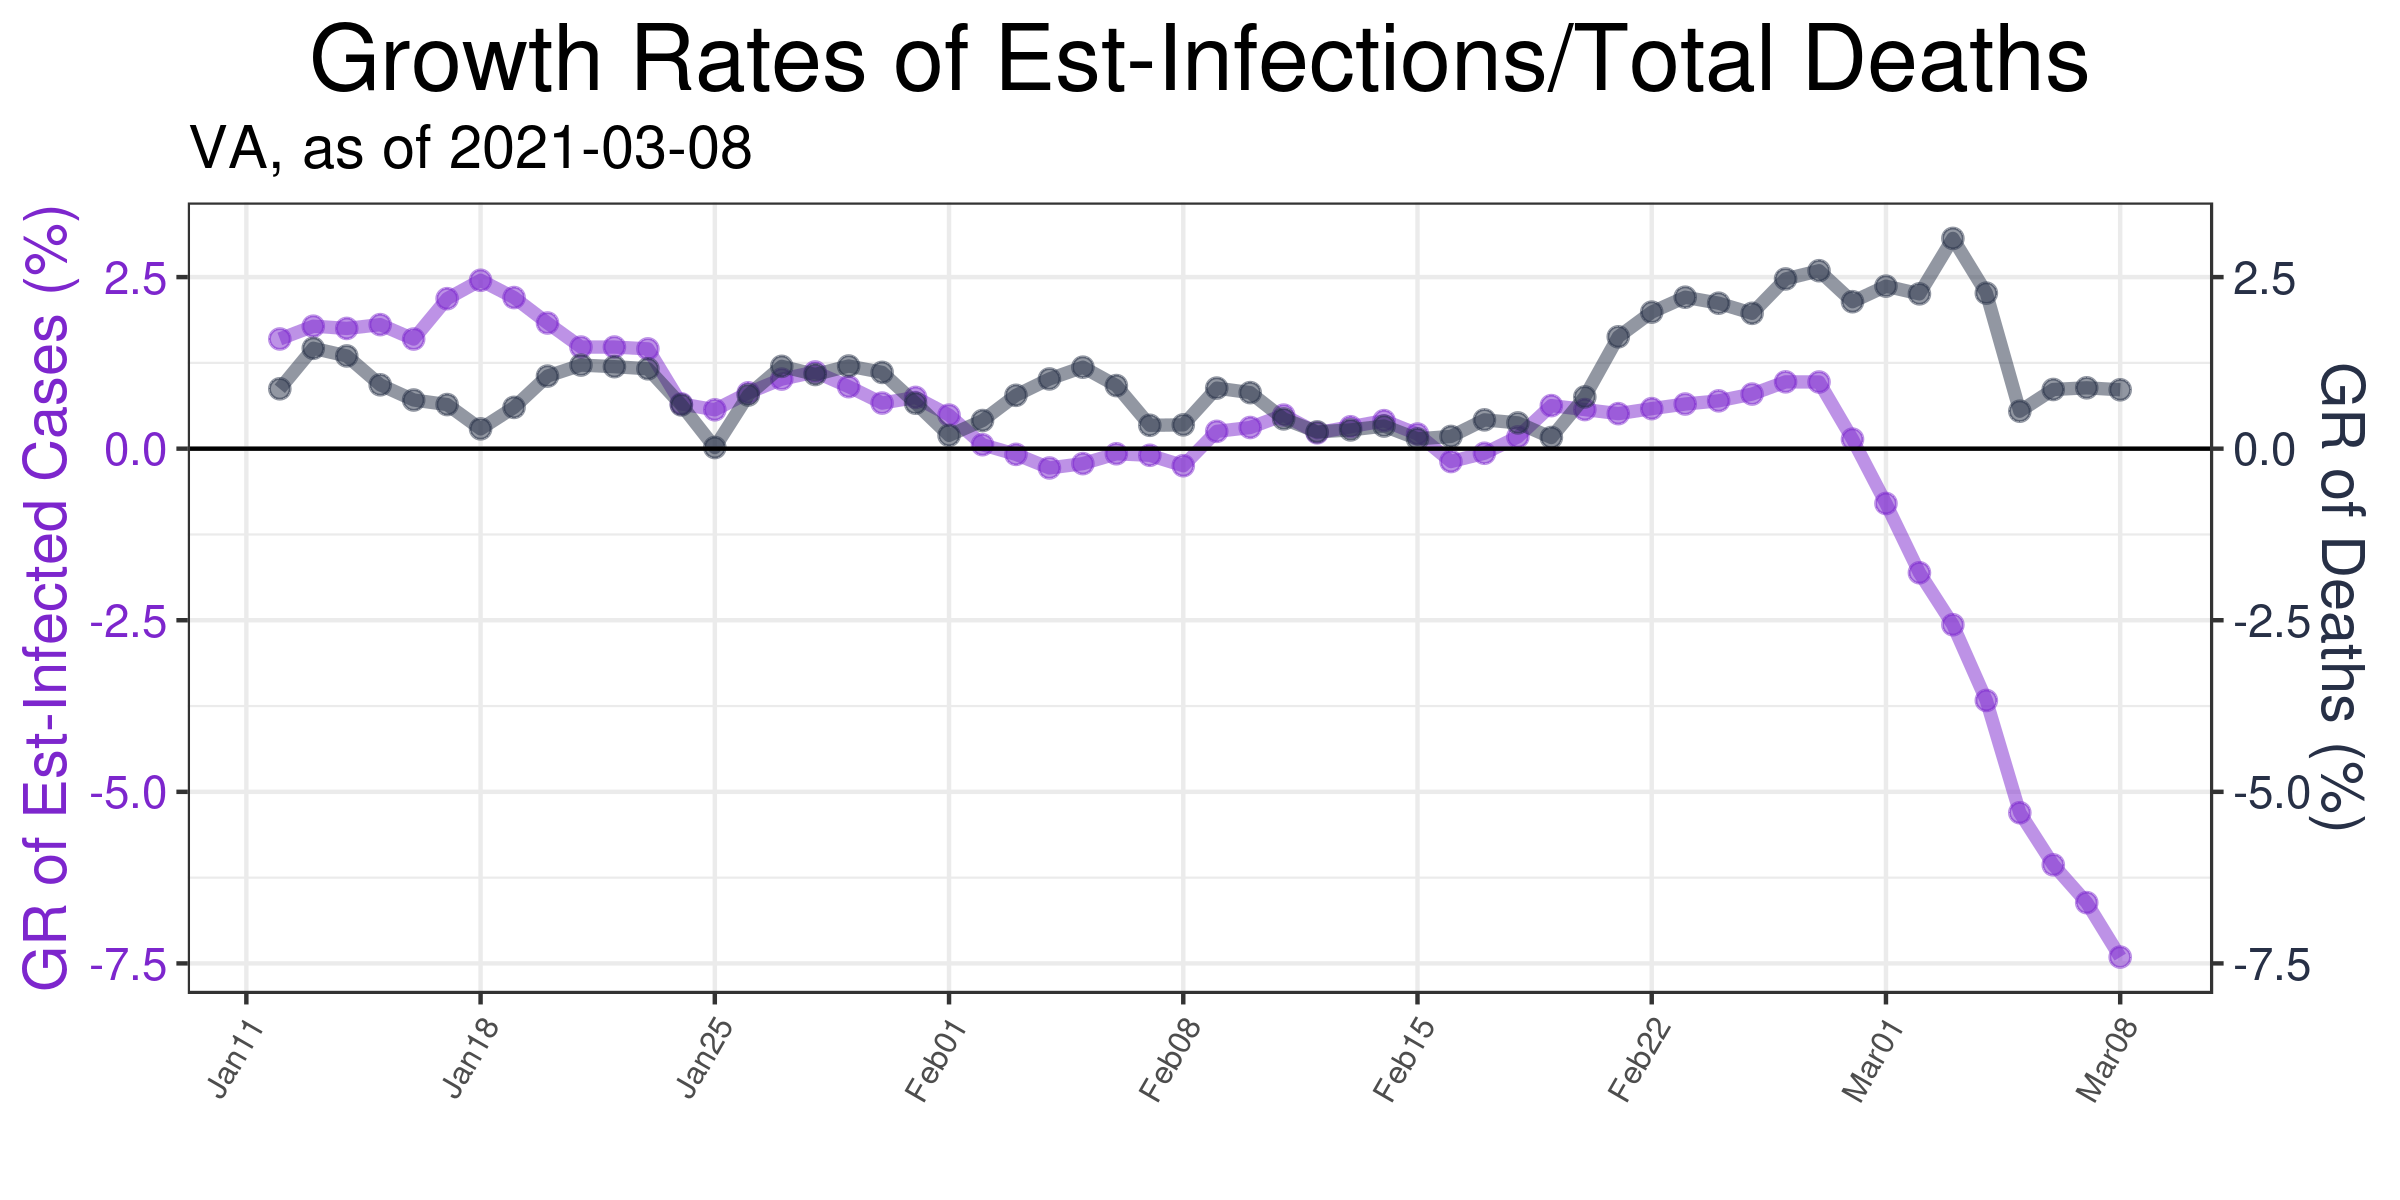 Growth Rates of Est-Infections/Total Deaths
VA, as of 2021-03-08
GR of Est-Infected Cases (%)
2.5
0.0
-2.5
-5.0
-7.5
2.5
0.0
-2.5
-5.0
-7.5
GR of Deaths (%)
Jan11
Jan18
Jan25
Feb01
Feb08
Feb15
Feb22
Mar01
Mar08